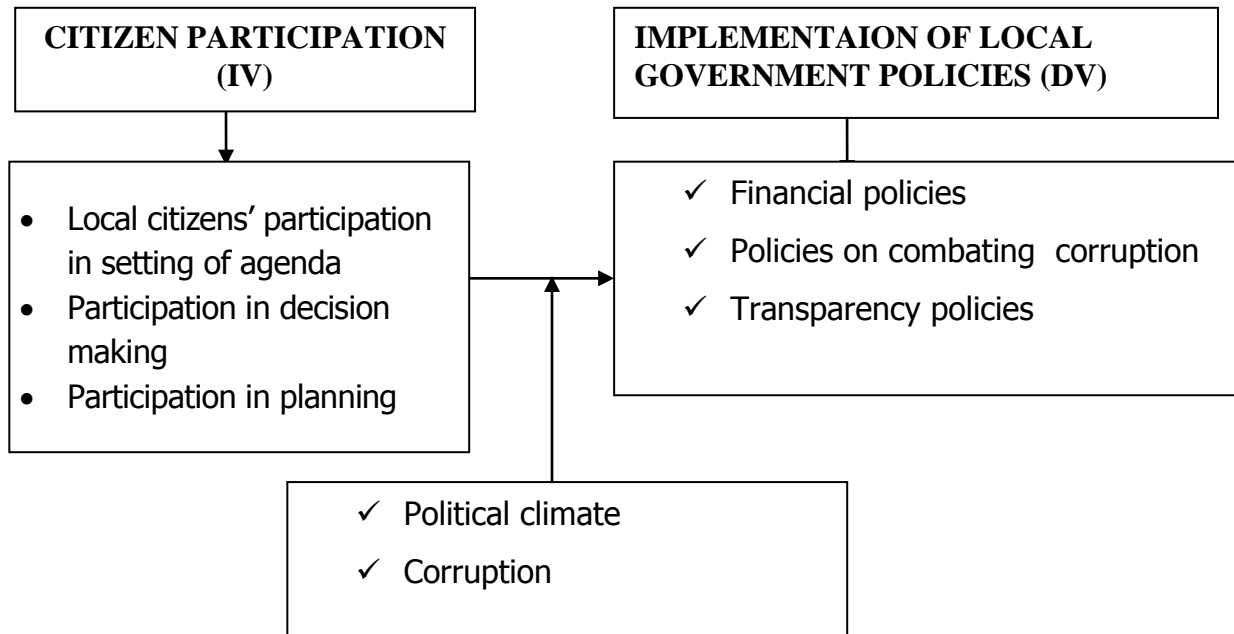 CITIZEN PARTICIPATION
(IV)
IMPLEMENTAION OF LOCAL
GOVERNMENT POLICIES (DV)
• Local citizens’ participation
in setting of agenda
• Participation in decision
making
• Participation in planning
✓ Financial policies
✓ Policies on combating corruption
✓ Transparency policies
✓ Political climate
✓ Corruption